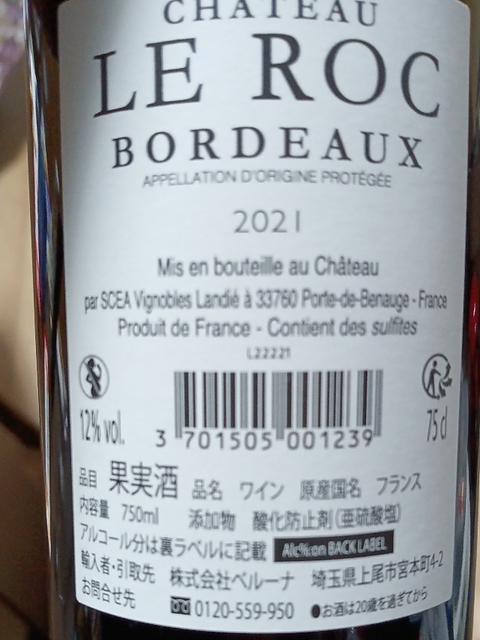 CHÂTEAU
LE ROC
BORDEAUX
APPELLATION D'ORIGINE PROTÉGÉE
2021
Mis en bouteille au Château
par SCEA Vignobles Landié à 33760 Porte-de-Benauge - France
Produit de France - Contient des sulfites
L22221
12% vol.
3 701505 001239
75 cl
品目 果実酒 品名 ワイン 原産国名 フランス
内容量 750ml 添加物 酸化防止剤(亜硫酸塩)
アルコール分は裏ラベルに記載 Alc%:on BACK LABEL
輸入者・引取先 株式会社ベルーナ 埼玉県上尾市宮本町4-2
お問合せ先 0120-559-950 ●お酒は20歳を過ぎてから